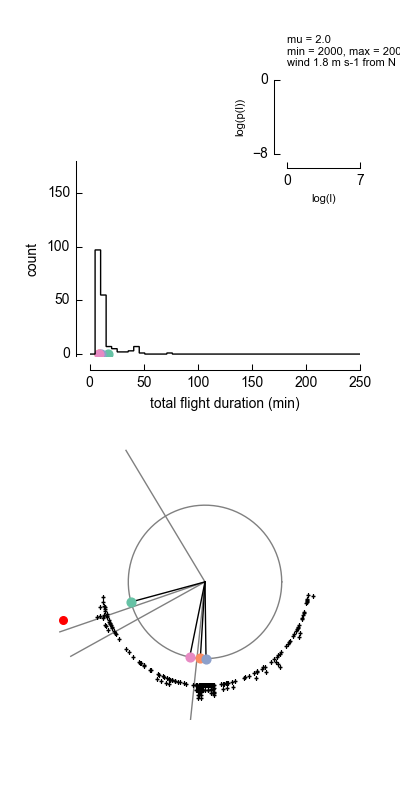 mu = 2.0
min = 2000, max = 200
wind 1.8 m s-1 from N
0
log(p(l))
−8
0 7
log(l)
150
count
100
50
0
0 50 100 150 200 250
total flight duration (min)